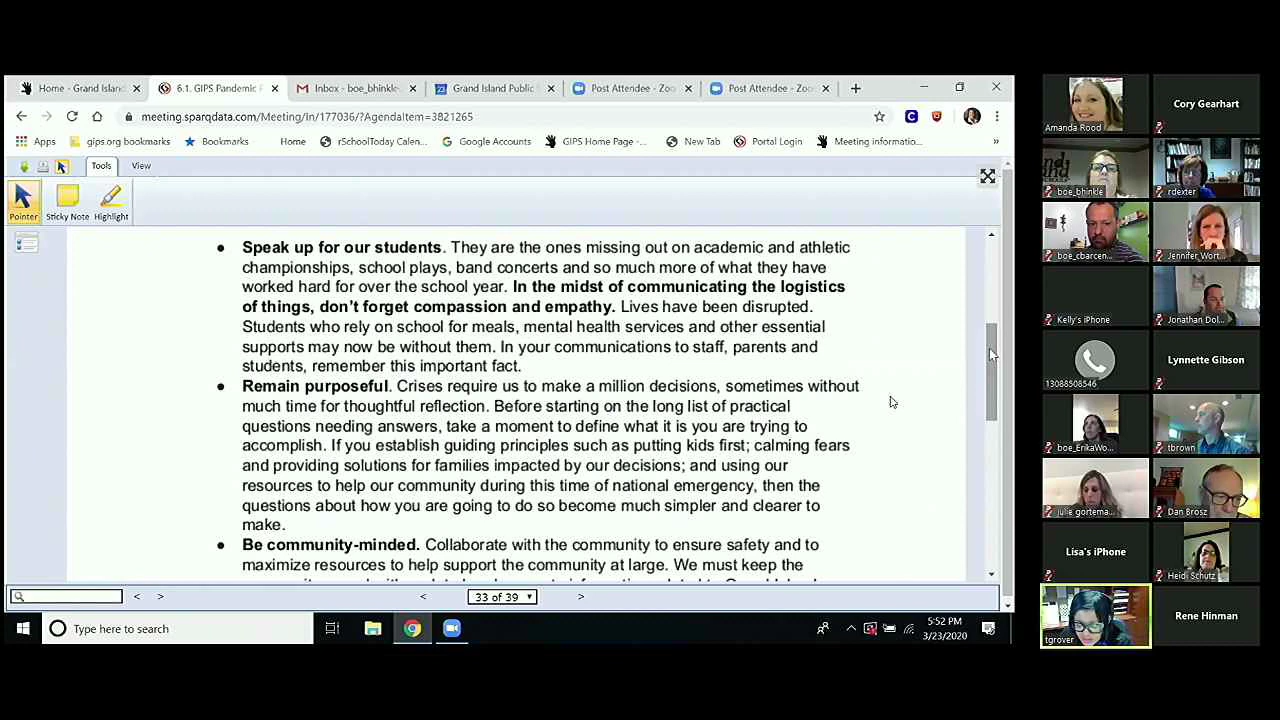 Home - Grand Island
6.1. GIPS Pandemic F
Inbox - boe_bhinkle
Grand Island Public
Post Attendee - Zoo
Post Attendee - Zoo
meeting.sparqdata.com/Meeting/in/177036/?AgendaItem=3821265
Apps
gips.org bookmarks
Bookmarks
Home
rSchoolToday Calen...
Google Accounts
GIPS Home Page -...
New Tab
Portal Login
Meeting Informatio...
»
Tools
View
Pointer
Sticky Note
Highlight
● Speak up for our students. They are the ones missing out on academic and athletic
championships, school plays, band concerts and so much more of what they have
worked hard for over the school year. In the midst of communicating the logistics
of things, don't forget compassion and empathy. Lives have been disrupted.
Students who rely on school for meals, mental health services and other essential
supports may now be without them. In your communications to staff, parents and
students, remember this important fact.
● Remain purposeful. Crises require us to make a million decisions, sometimes without
much time for thoughtful reflection. Before starting on the long list of practical
questions needing answers, take a moment to define what it is you are trying to
accomplish. If you establish guiding principles such as putting kids first; calming fears
and providing solutions for families impacted by our decisions; and using our
resources to help our community during this time of national emergency, then the
questions about how you are going to do so become much simpler and clearer to
make.
● Be community-minded. Collaborate with the community to ensure safety and to
maximize resources to help support the community at large. We must keep the
< >
<
33 of 39
>
Type here to search
5:52 PM
3/23/2020
Amanda Rood
Cory Gearhart
boe_bhinkle
rdexter
boe_cbarcen...
Jennifer Wort...
Kelly's iPhone
Jonathan Dol...
13088508546
Lynnette Gibson
boe_ErikaWo...
tbrown
julie gortema...
Dan Brosz
Lisa's iPhone
Heidi Schutz
tgrover
Rene Hinman